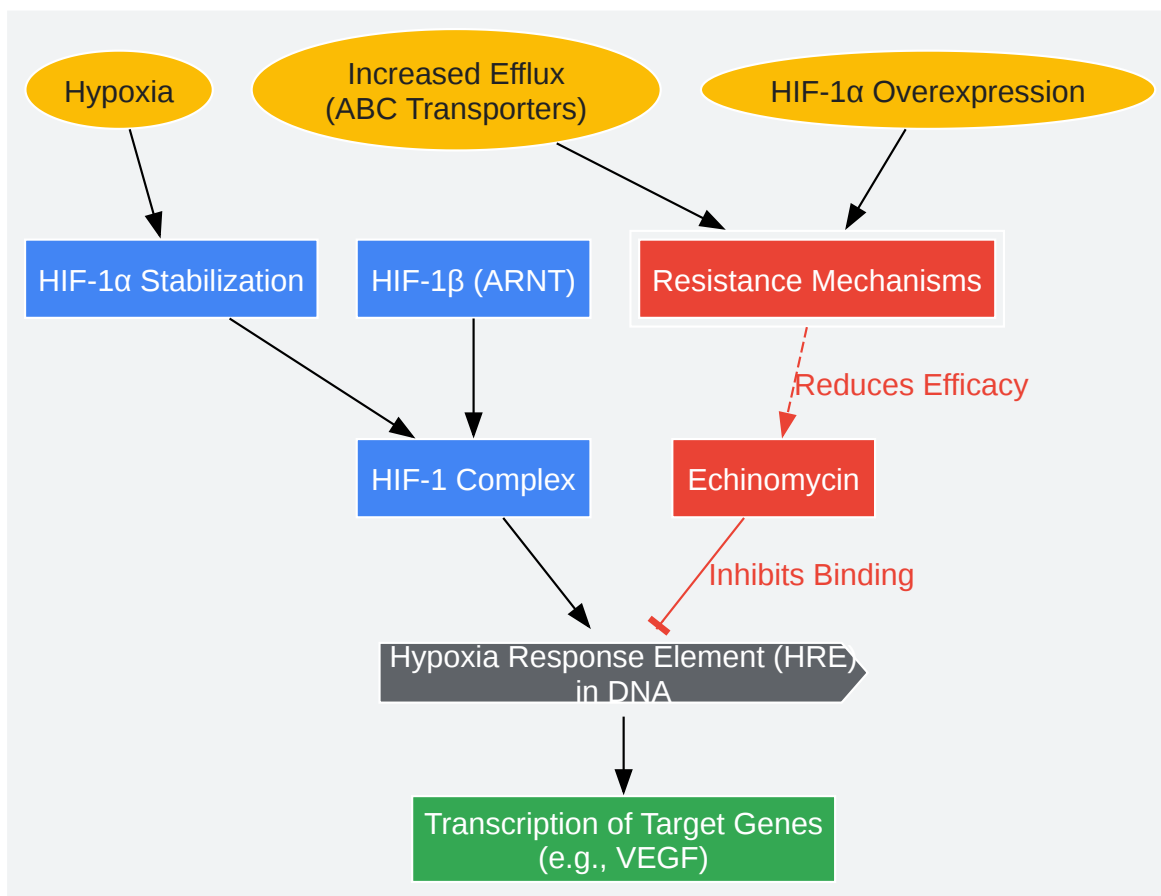 Hypoxia
Increased Efflux
(ABC Transporters)
HIF-1α Overexpression
HIF-1α Stabilization
HIF-1β (ARNT)
Resistance Mechanisms
Reduces Efficacy
HIF-1 Complex
Echinomycin
Inhibits Binding
Hypoxia Response Element (HRE)
in DNA
Transcription of Target Genes
(e.g., VEGF)